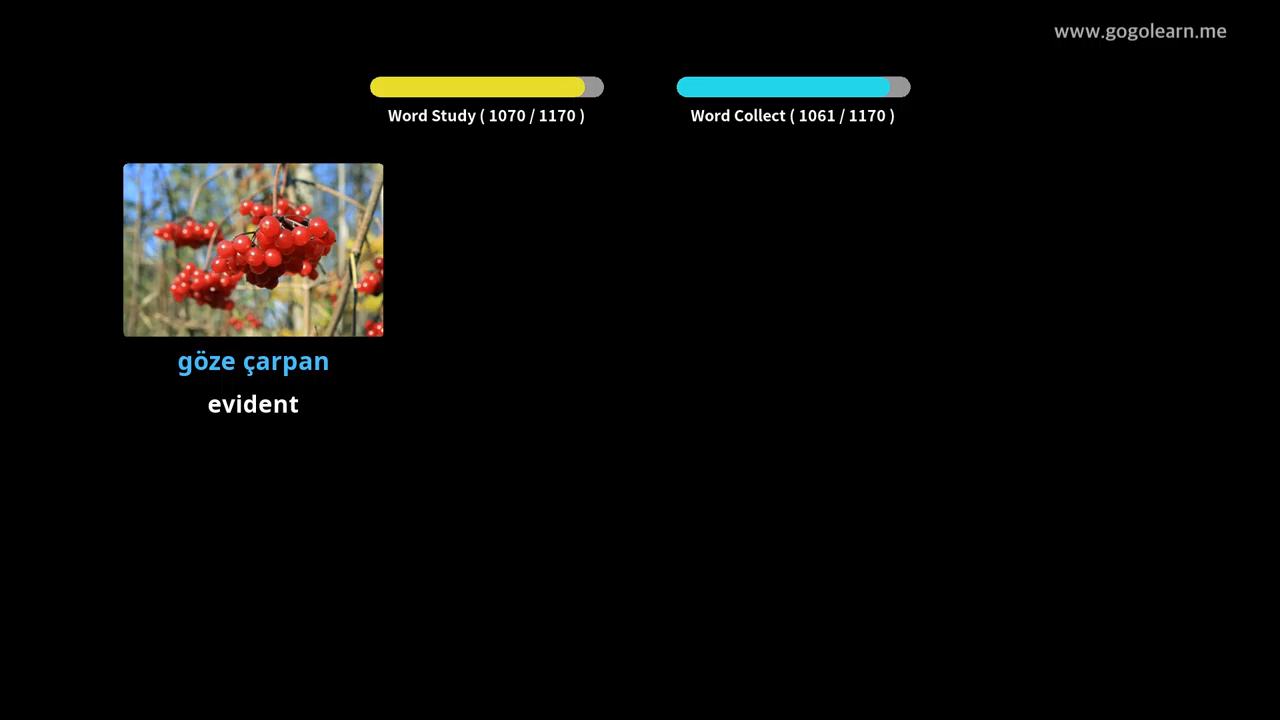 www.gogolearn.me
Word Study ( 1070 / 1170 )
Word Collect ( 1061 / 1170 )
göze çarpan
evident